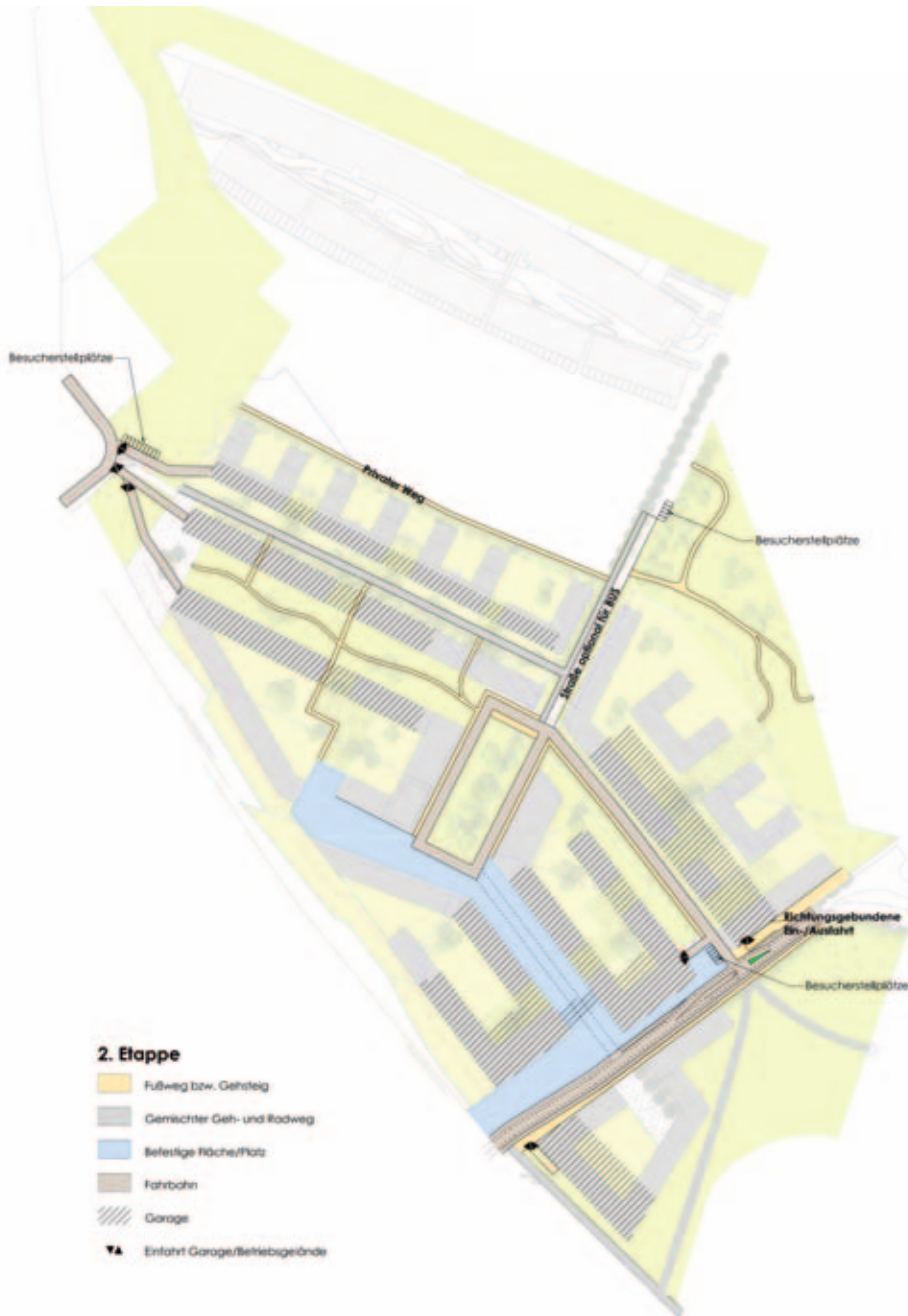 Besucherstellplätze
Privater Weg
Besucherstellplätze
Straße optional für BUS
Richtungsgebundene
Ein-/Ausfahrt
Besucherstellplätze
2. Etappe
Fußweg bzw. Gehsteig
Gemischter Geh- und Radweg
Befestige Fläche/Platz
Fahrbahn
Garage
Einfahrt Garage/Betriebsgelände